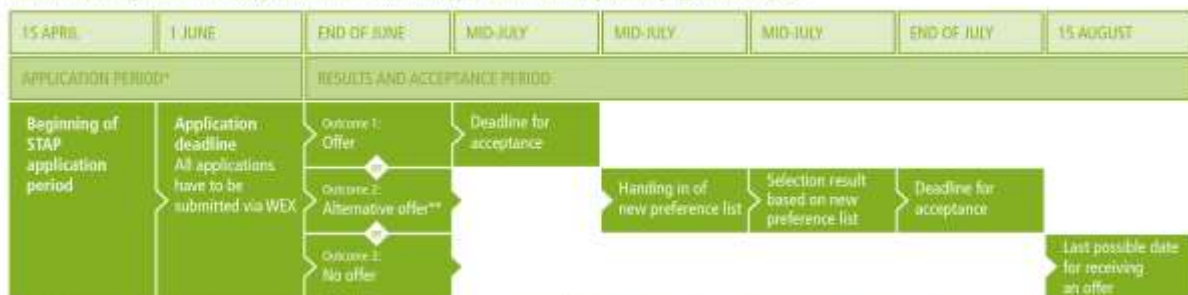 15 APRIL
1 JUNE
END OF JUNE
MID-JULY
MID-JULY
MID-JULY
END OF JULY
15 AUGUST
APPLICATION PERIOD*
RESULTS AND ACCEPTANCE PERIOD
Beginning of
STAP
application
period
Application
deadline
All applications
have to be
submitted via WEX
Outcome 1:
Offer
or
Outcome 2:
Alternative offer**
or
Outcome 3:
No offer
Deadline for
acceptance
Handing in of
new preference list
Selection result
based on new
preference list
Deadline for
acceptance
Last possible date
for receiving
an offer